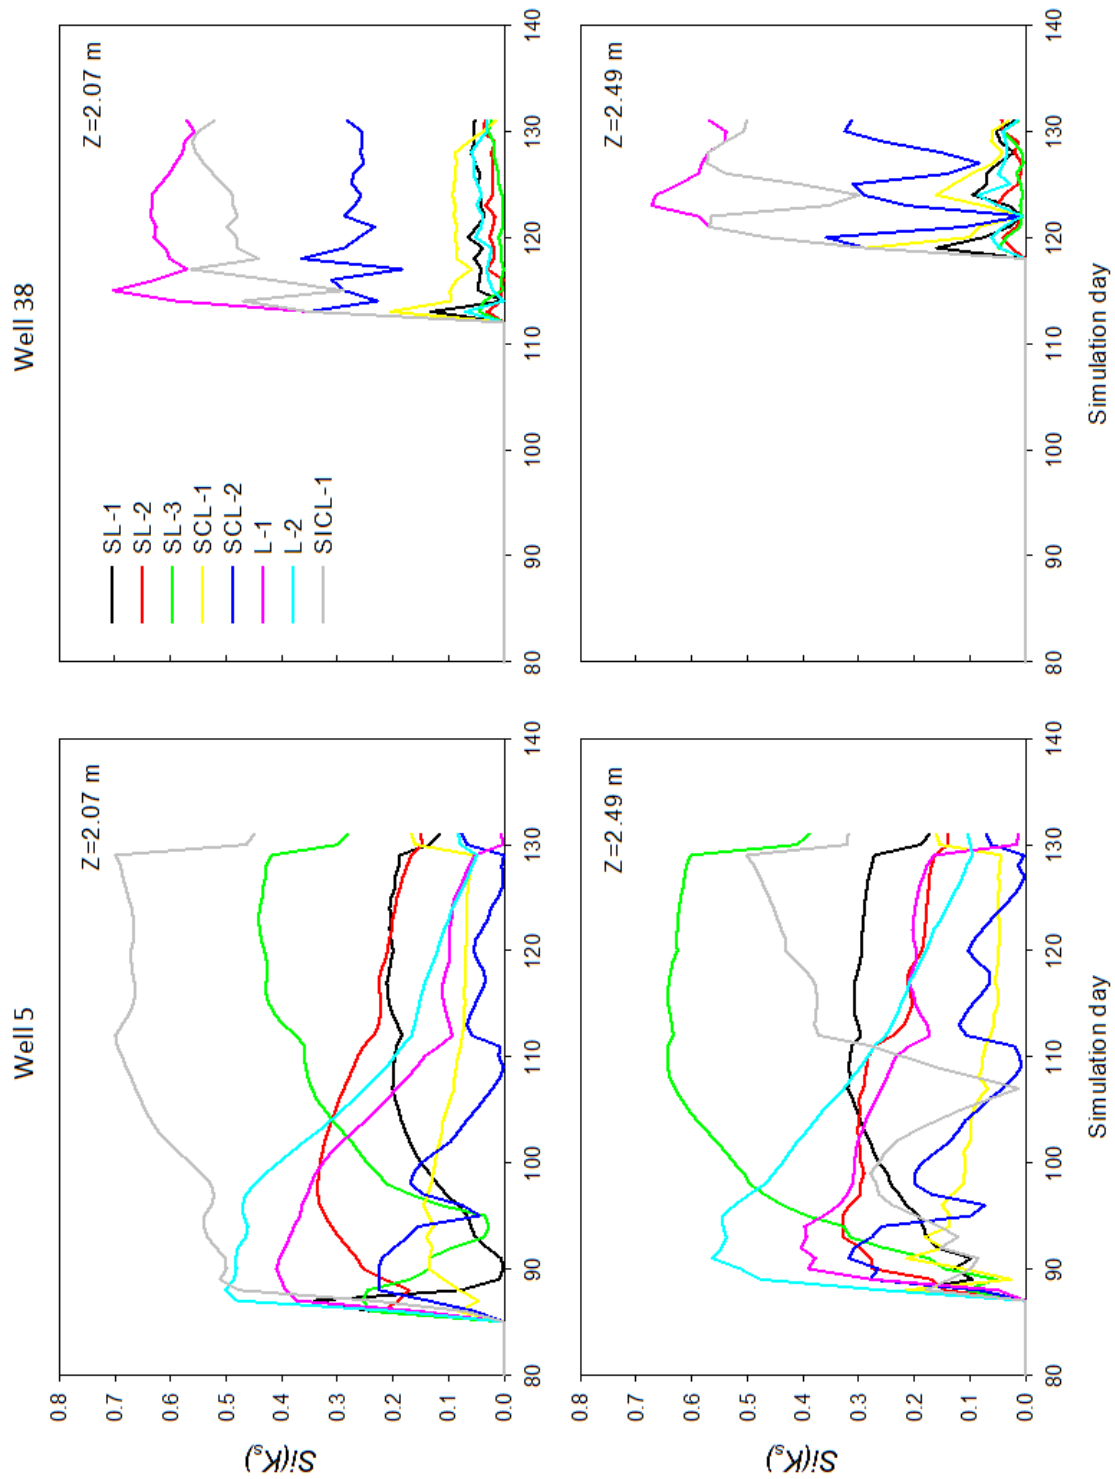 Well 5
Well 38
Si(Ks)
0.8
0.7
0.6
0.5
0.4
0.3
0.2
0.1
0.0
Z=2.07 m
80
90
100
110
120
130
140
Z=2.07 m
SL-1
SL-2
SL-3
SCL-1
SCL-2
L-1
L-2
SICL-1
80
90
100
110
120
130
140
Si(Ks)
0.8
0.7
0.6
0.5
0.4
0.3
0.2
0.1
0.0
Z=2.49 m
80
90
100
110
120
130
140
Simulation day
Z=2.49 m
80
90
100
110
120
130
140
Simulation day